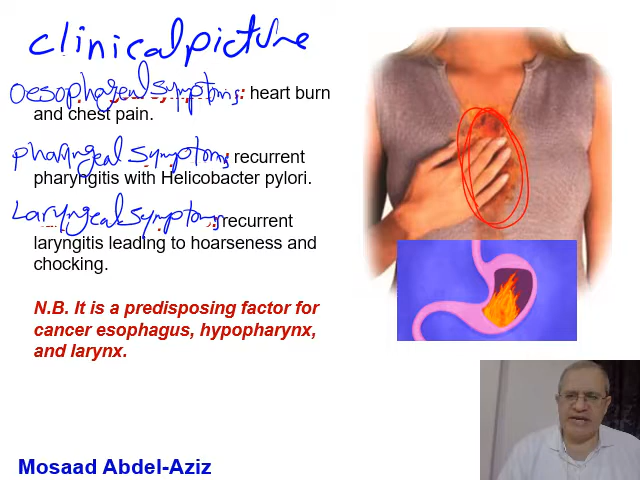 clinical picture
Oesophageal symptoms: heart burn
and chest pain.
pharyngeal symptoms: recurrent
pharyngitis with Helicobacter pylori.
Laryngeal symptoms: recurrent
laryngitis leading to hoarseness and
chocking.
N.B. It is a predisposing factor for
cancer esophagus, hypopharynx,
and larynx.
Mosaad Abdel-Aziz